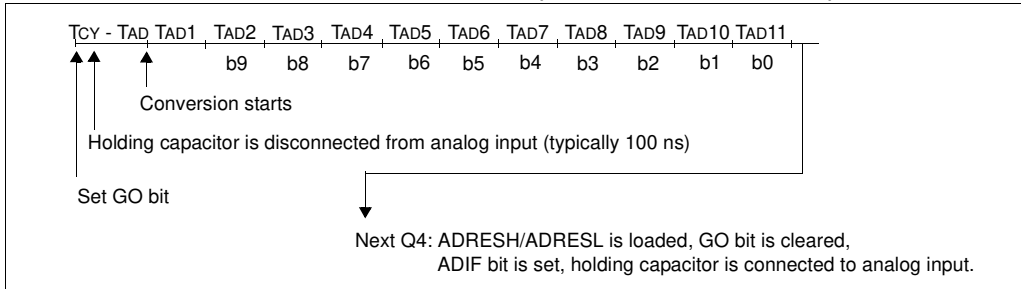 TCY - TAD TAD1 TAD2 TAD3 TAD4 TAD5 TAD6 TAD7 TAD8 TAD9 TAD10 TAD11
b9 b8 b7 b6 b5 b4 b3 b2 b1 b0
Conversion starts
Holding capacitor is disconnected from analog input (typically 100 ns)
Set GO bit
Next Q4: ADRESH/ADRESL is loaded, GO bit is cleared,
ADIF bit is set, holding capacitor is connected to analog input.